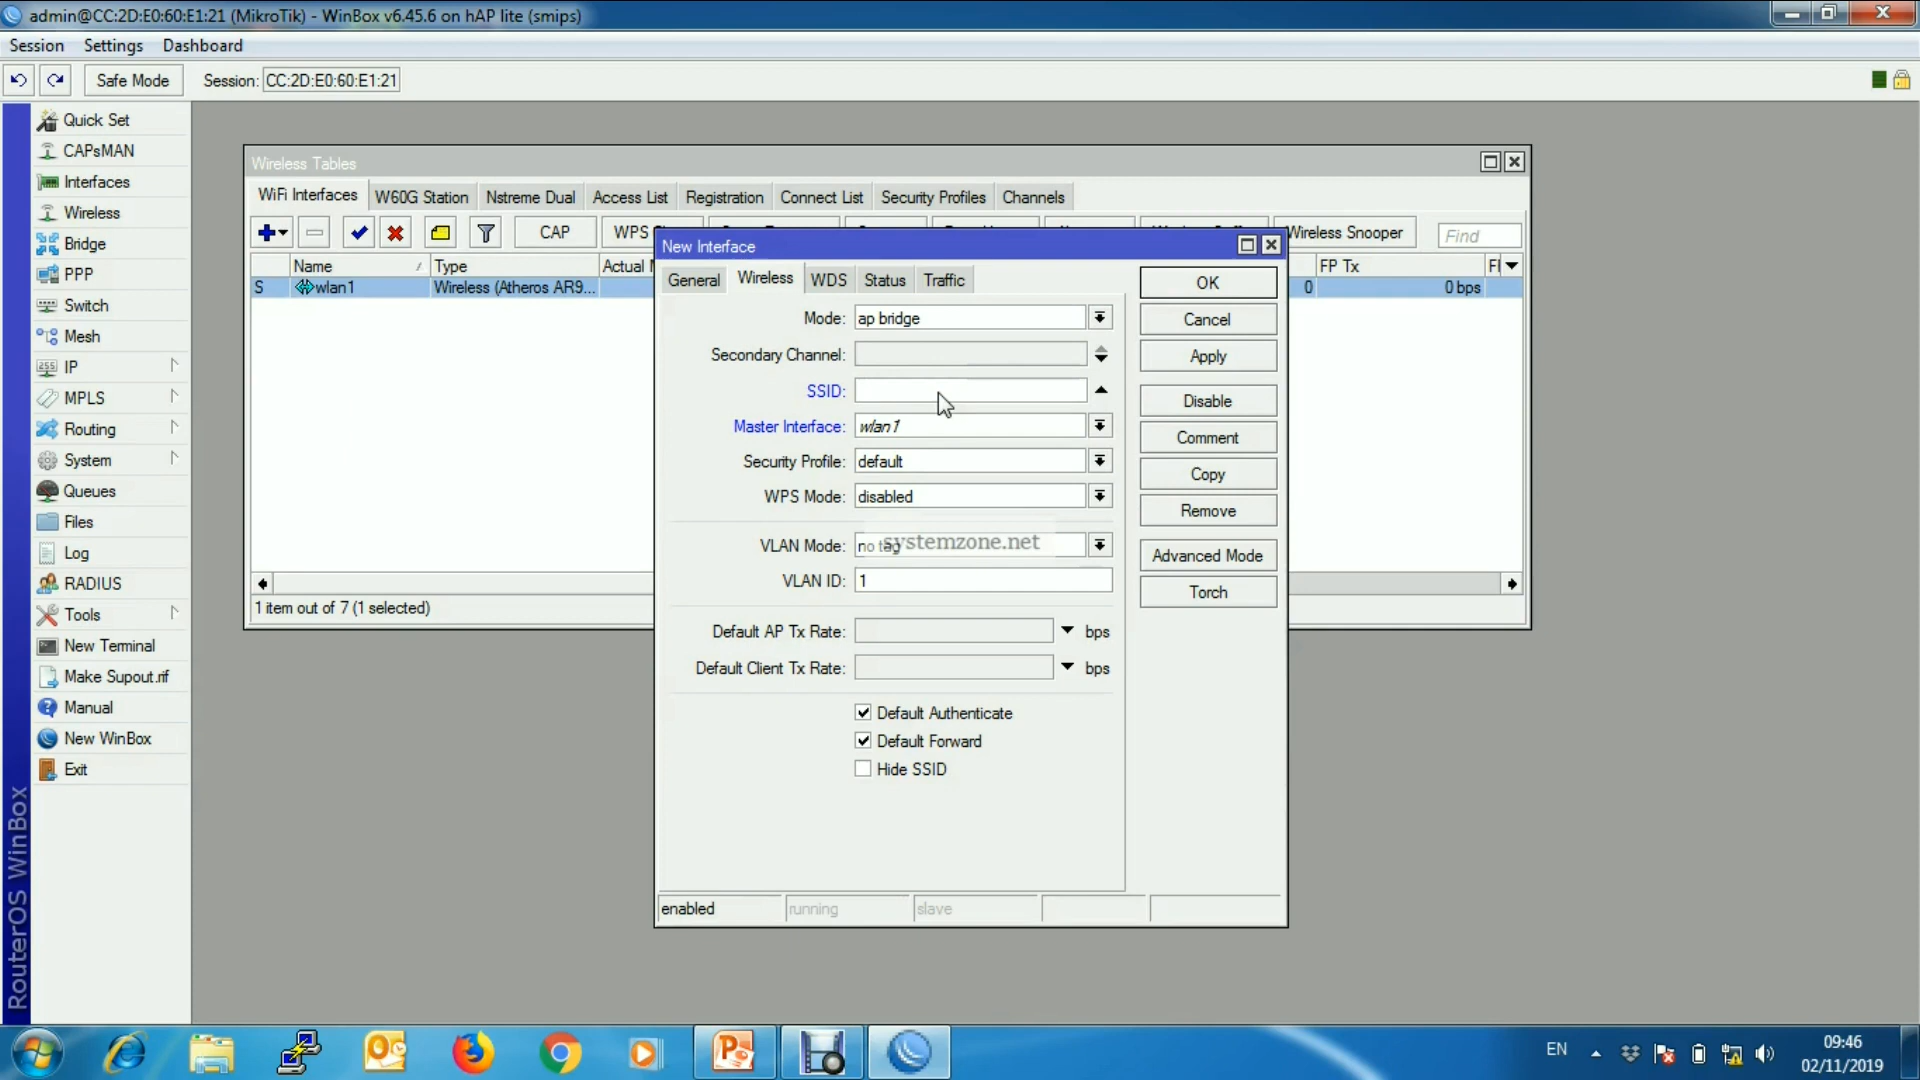 admin@CC:2D:E0:60:E1:21 (MikroTik) - WinBox v6.45.6 on hAP lite (smips)
Session Settings Dashboard
Safe Mode Session: CC:2D:E0:60:E1:21
Quick Set
CAPsMAN
Interfaces
Wireless
Bridge
PPP
Switch
Mesh
IP
MPLS
Routing
System
Queues
Files
Log
RADIUS
Tools
New Terminal
Make Supout.rif
Manual
New WinBox
Exit
RouterOS WinBox
Wireless Tables
WiFi Interfaces W60G Station Nstreme Dual Access List Registration Connect List Security Profiles Channels
CAP WPS Wireless Snooper Find
Name / Type Actual FP Tx
S wlan1 Wireless (Atheros AR9... 0 0 bps
1 item out of 7 (1 selected)
New Interface
General Wireless WDS Status Traffic
Mode: ap bridge
Secondary Channel:
SSID:
Master Interface: wlan1
Security Profile: default
WPS Mode: disabled
VLAN Mode: no tag
systemzone.net
VLAN ID: 1
Default AP Tx Rate: bps
Default Client Tx Rate: bps
Default Authenticate
Default Forward
Hide SSID
OK
Cancel
Apply
Disable
Comment
Copy
Remove
Advanced Mode
Torch
enabled running slave
EN 09:46
02/11/2019